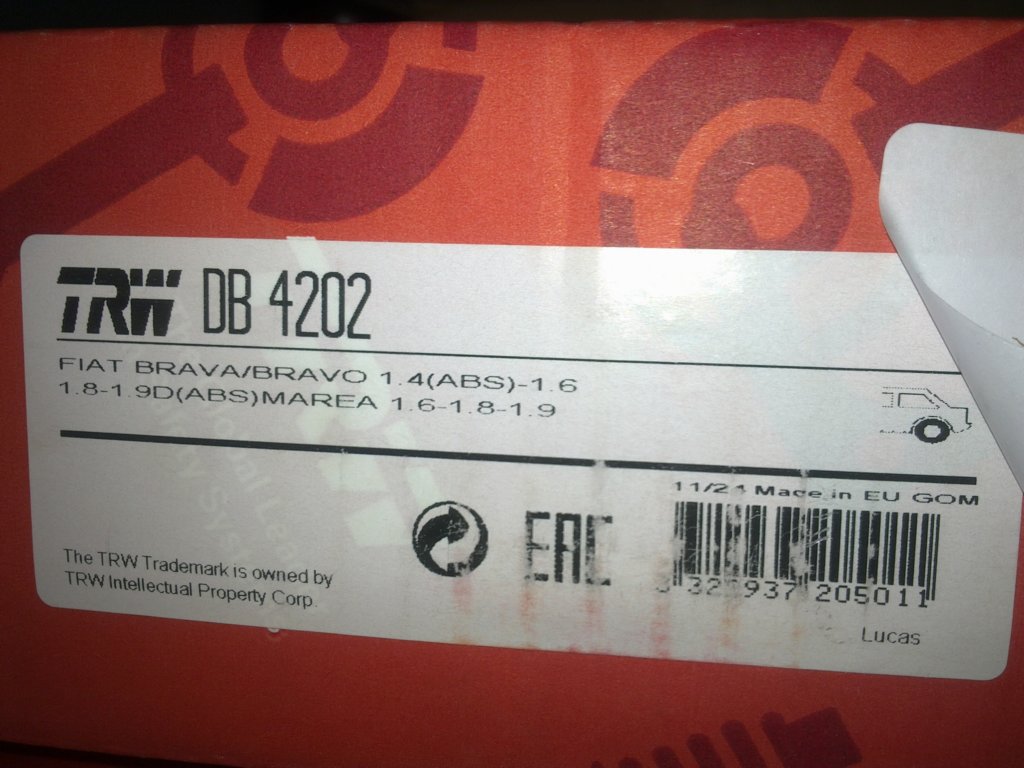 TRW DB 4202
FIAT BRAVA/BRAVO 1.4(ABS)-1.6
1.8-1.9D(ABS)MAREA 1.6-1.8-1.9
Made in EU GOM
EAC
937 205011
The TRW Trademark is owned by
TRW Intellectual Property Corp.
Lucas